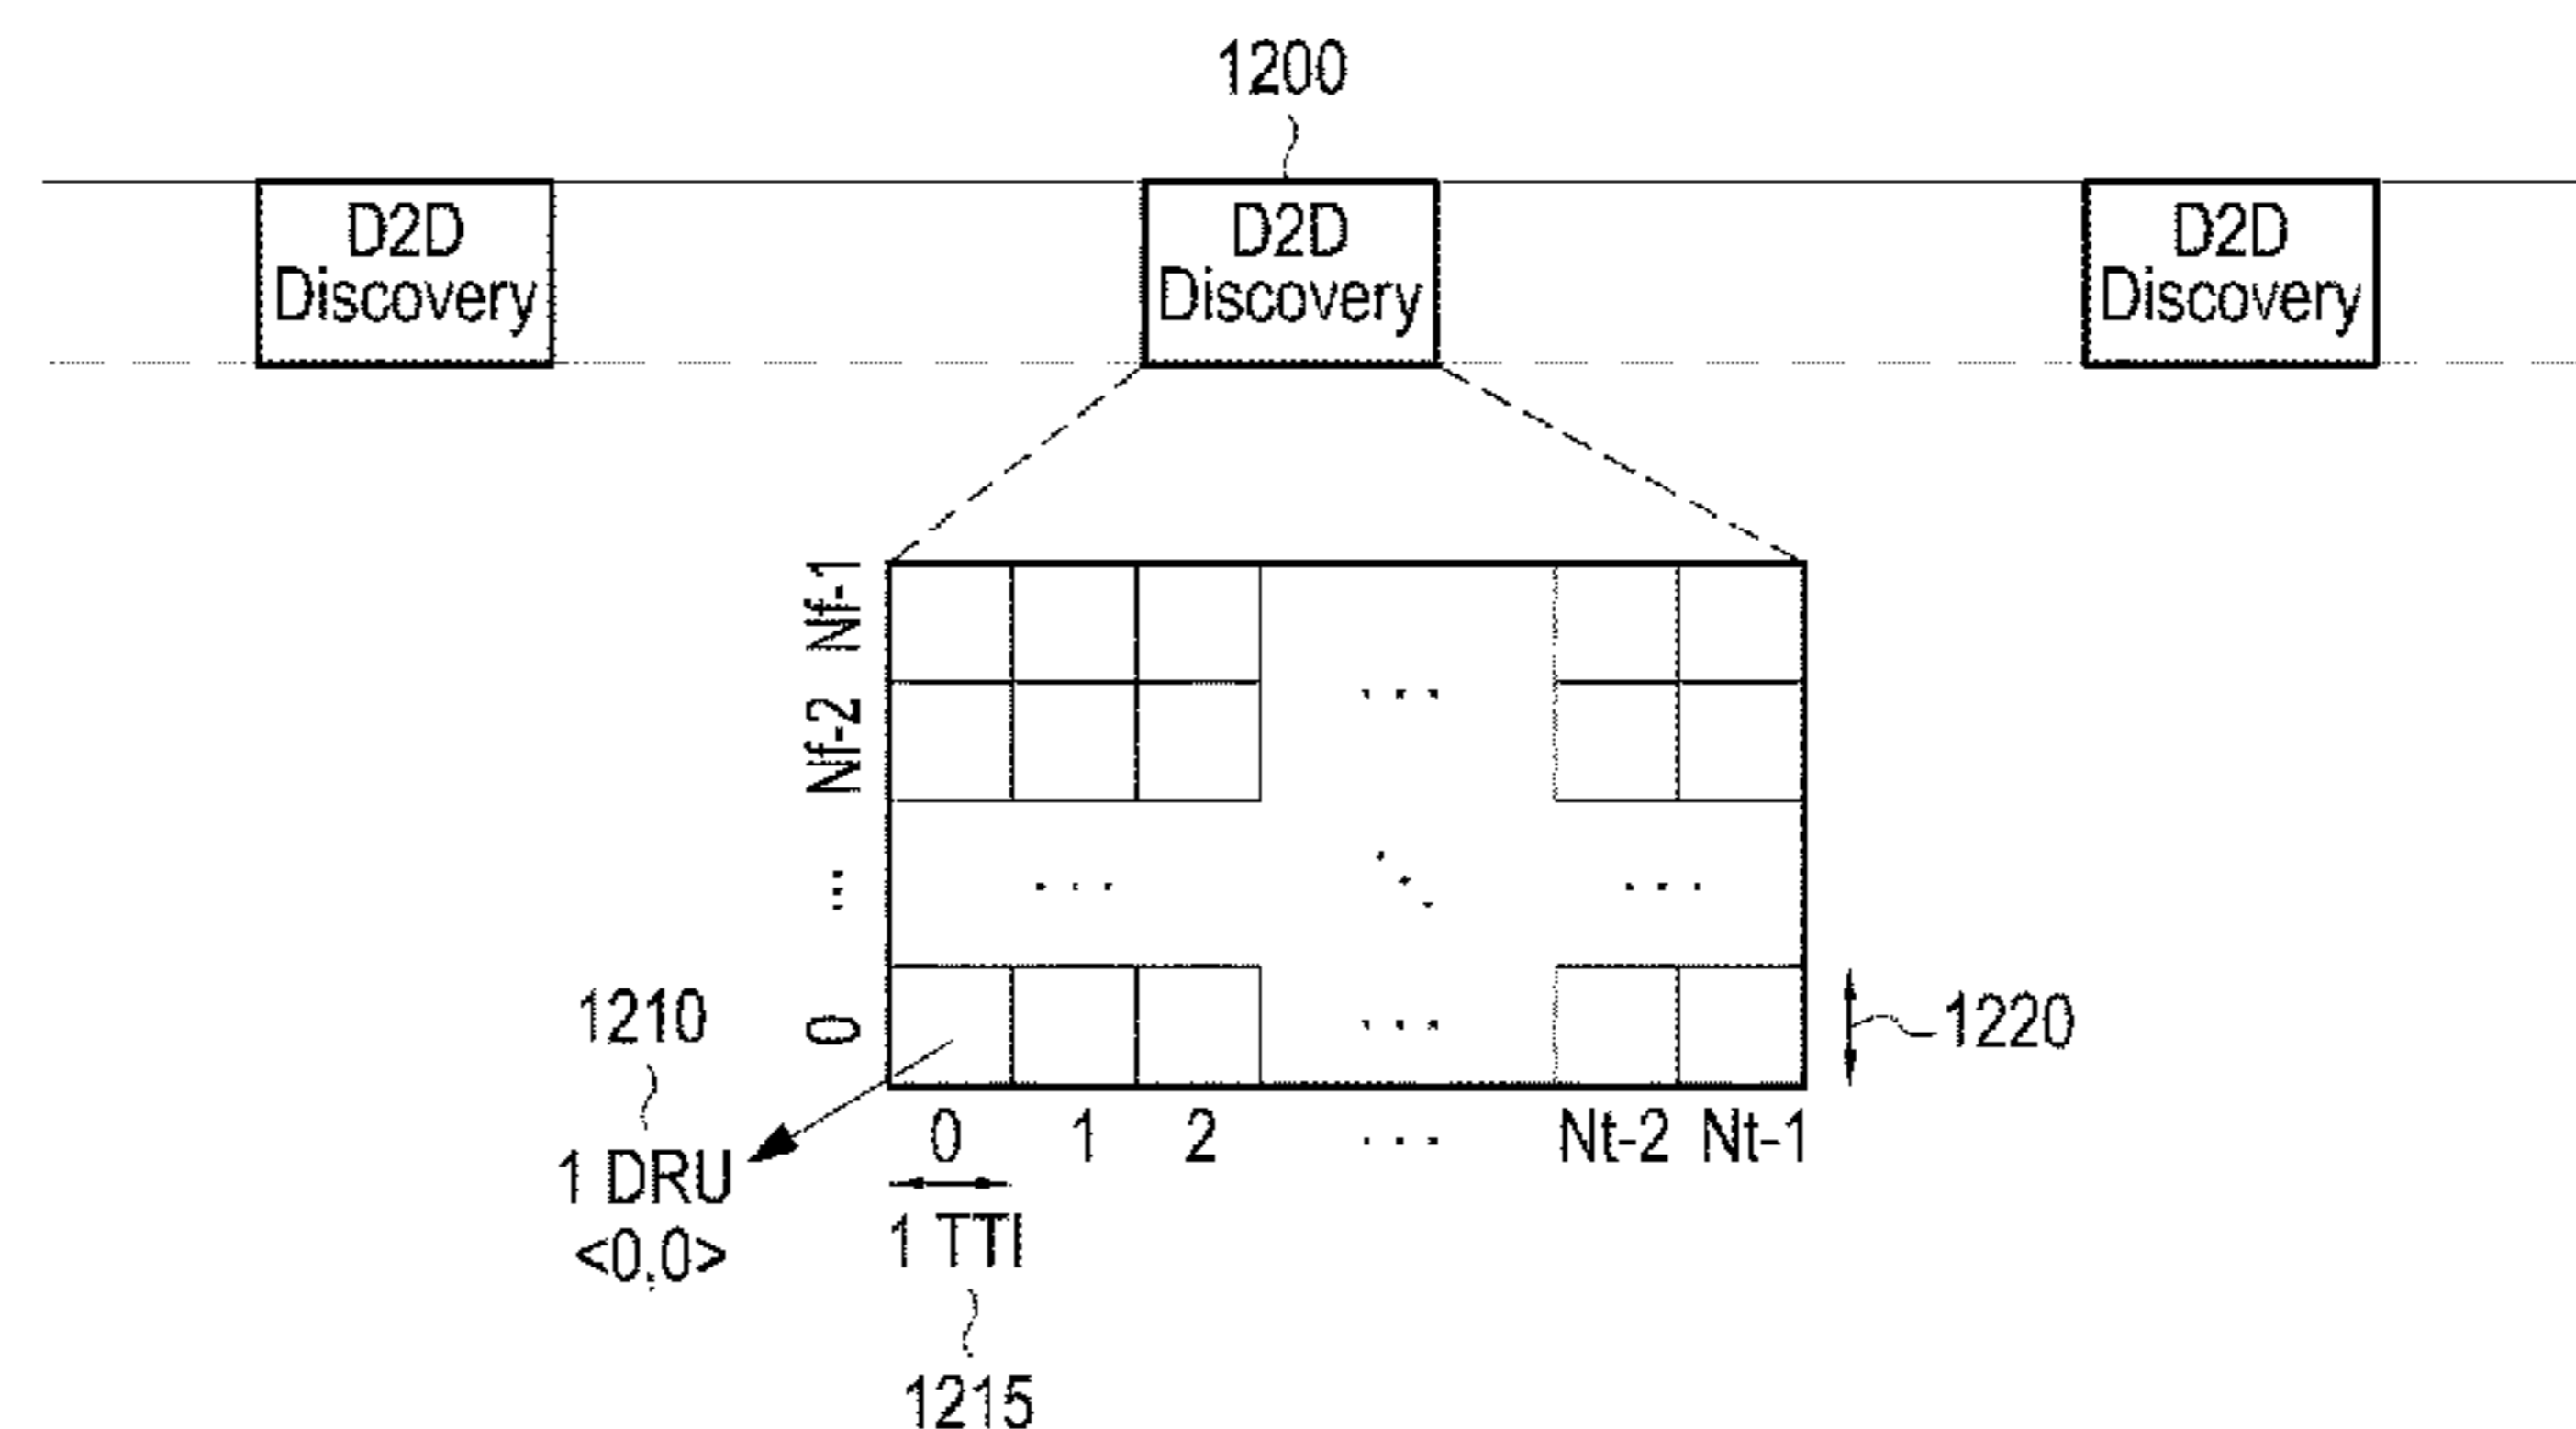 1200
D2D
Discovery
D2D
Discovery
D2D
Discovery
Nf-1
Nf-2
...
...
...
...
0
...
1210
1220
0
1
2
...
Nt-2
Nt-1
1 DRU
<0,0>
1 TTI
1215